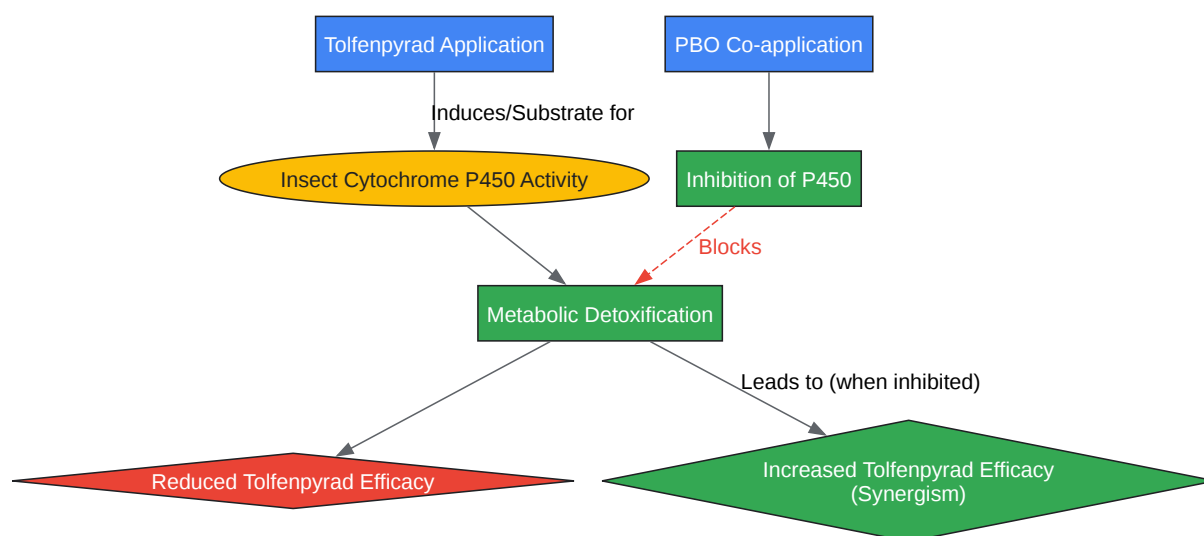 Tolfenpyrad Application
PBO Co-application
Induces/Substrate for
Insect Cytochrome P450 Activity
Inhibition of P450
Blocks
Metabolic Detoxification
Leads to (when inhibited)
Reduced Tolfenpyrad Efficacy
Increased Tolfenpyrad Efficacy
(Synergism)